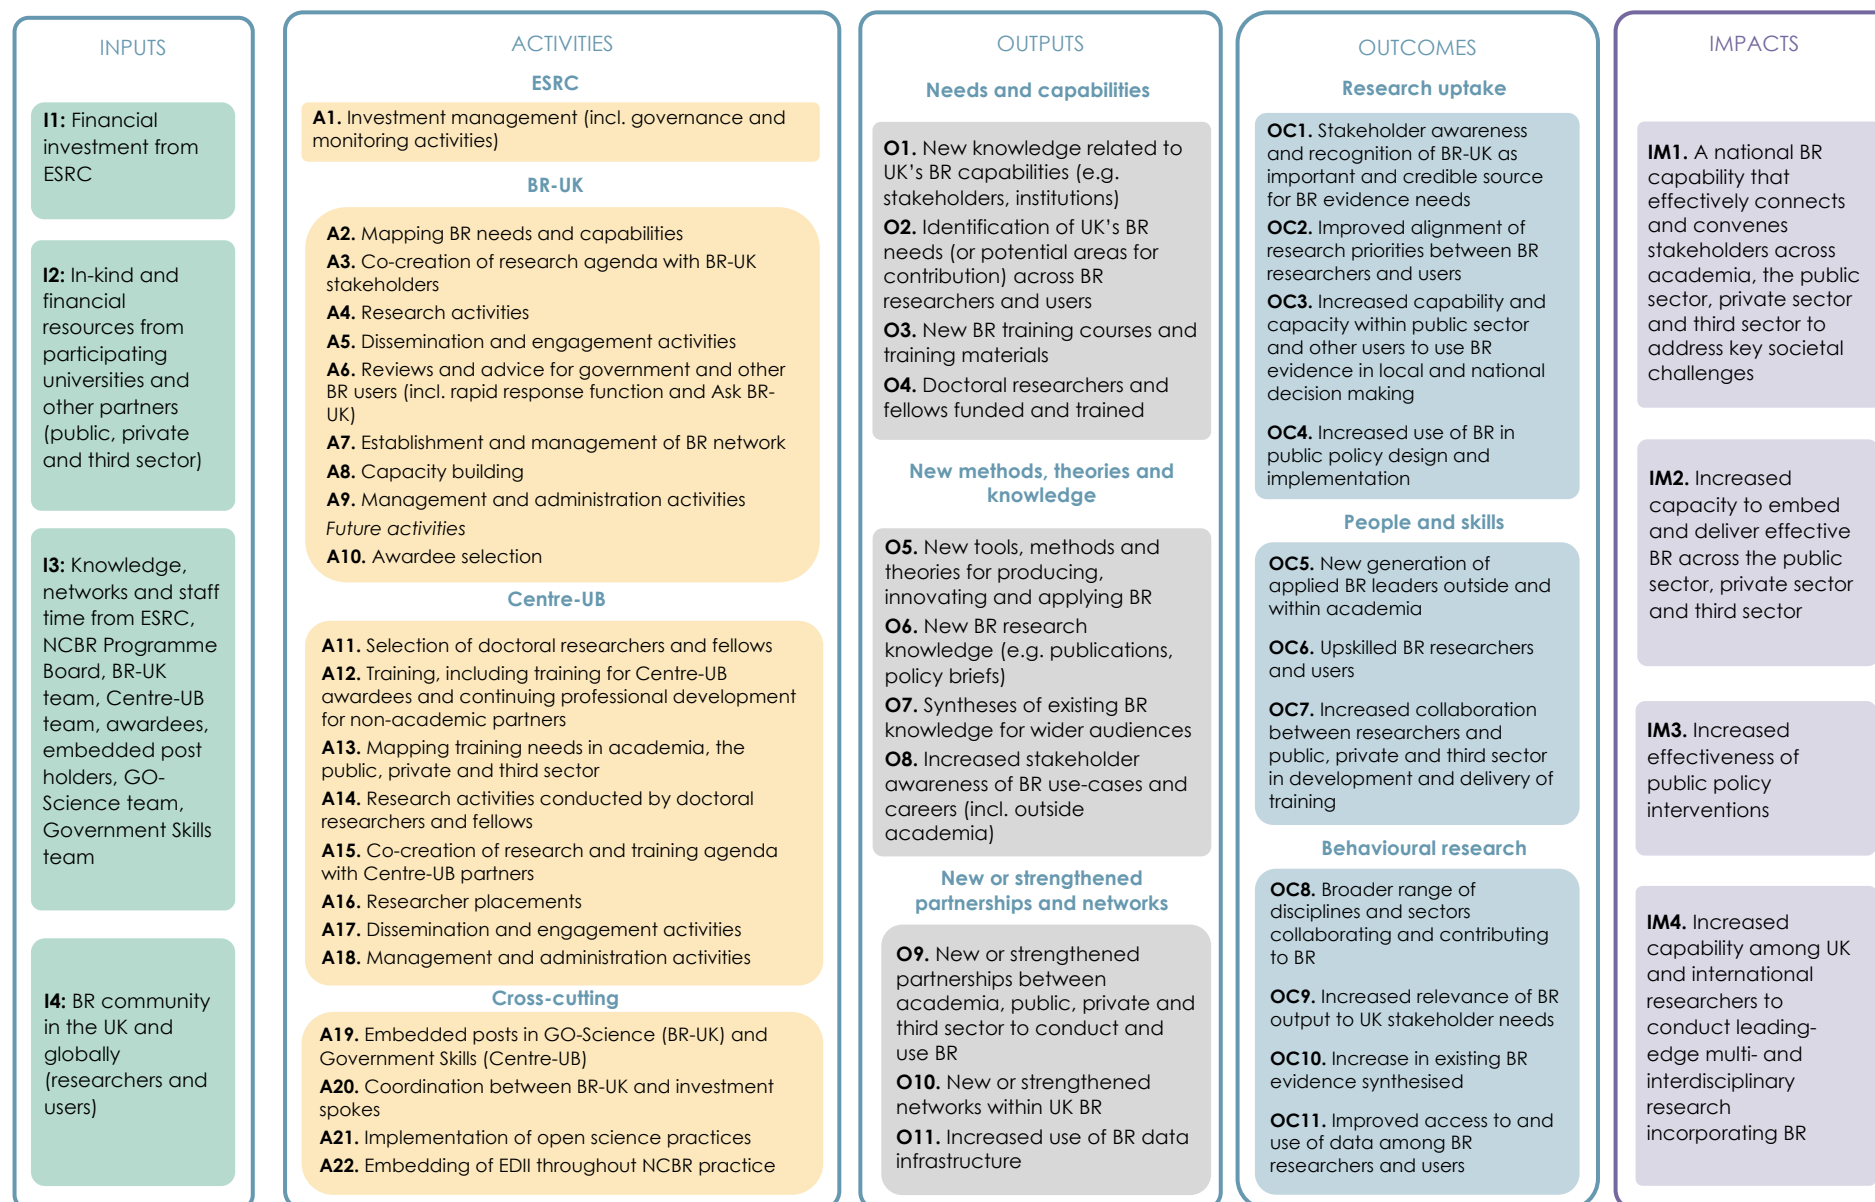 INPUTS
I1: Financial
investment from
ESRC
I2: In-kind and
financial
resources from
participating
universities and
other partners
(public, private
and third sector)
I3: Knowledge,
networks and staff
time from ESRC,
NCBR Programme
Board, BR-UK
team, Centre-UB
team, awardees,
embedded post
holders, GO-
Science team,
Government Skills
team
I4: BR community
in the UK and
globally
(researchers and
users)
ACTIVITIES
ESRC
A1. Investment management (incl. governance and
monitoring activities)
BR-UK
A2. Mapping BR needs and capabilities
A3. Co-creation of research agenda with BR-UK
stakeholders
A4. Research activities
A5. Dissemination and engagement activities
A6. Reviews and advice for government and other
BR users (incl. rapid response function and Ask BR-
UK)
A7. Establishment and management of BR network
A8. Capacity building
A9. Management and administration activities
Future activities
A10. Awardee selection
Centre-UB
A11. Selection of doctoral researchers and fellows
A12. Training, including training for Centre-UB
awardees and continuing professional development
for non-academic partners
A13. Mapping training needs in academia, the
public, private and third sector
A14. Research activities conducted by doctoral
researchers and fellows
A15. Co-creation of research and training agenda
with Centre-UB partners
A16. Researcher placements
A17. Dissemination and engagement activities
A18. Management and administration activities
Cross-cutting
A19. Embedded posts in GO-Science (BR-UK) and
Government Skills (Centre-UB)
A20. Coordination between BR-UK and investment
spokes
A21. Implementation of open science practices
A22. Embedding of EDII throughout NCBR practice
OUTPUTS
Needs and capabilities
O1. New knowledge related to
UK's BR capabilities (e.g.
stakeholders, institutions)
O2. Identification of UK's BR
needs (or potential areas for
contribution) across BR
researchers and users
O3. New BR training courses and
training materials
O4. Doctoral researchers and
fellows funded and trained
New methods, theories and
knowledge
O5. New tools, methods and
theories for producing,
innovating and applying BR
O6. New BR research
knowledge (e.g. publications,
policy briefs)
O7. Syntheses of existing BR
knowledge for wider audiences
O8. Increased stakeholder
awareness of BR use-cases and
careers (incl. outside
academia)
New or strengthened
partnerships and networks
O9. New or strengthened
partnerships between
academia, public, private and
third sector to conduct and
use BR
O10. New or strengthened
networks within UK BR
O11. Increased use of BR data
infrastructure
OUTCOMES
Research uptake
OC1. Stakeholder awareness
and recognition of BR-UK as
important and credible source
for BR evidence needs
OC2. Improved alignment of
research priorities between BR
researchers and users
OC3. Increased capability and
capacity within public sector
and other users to use BR
evidence in local and national
decision making
OC4. Increased use of BR in
public policy design and
implementation
People and skills
OC5. New generation of
applied BR leaders outside and
within academia
OC6. Upskilled BR researchers
and users
OC7. Increased collaboration
between researchers and
public, private and third sector
in development and delivery of
training
Behavioural research
OC8. Broader range of
disciplines and sectors
collaborating and contributing
to BR
OC9. Increased relevance of BR
output to UK stakeholder needs
OC10. Increase in existing BR
evidence synthesised
OC11. Improved access to and
use of data among BR
researchers and users
IMPACTS
IM1. A national BR
capability that
effectively connects
and convenes
stakeholders across
academia, the public
sector, private sector
and third sector to
address key societal
challenges
IM2. Increased
capacity to embed
and deliver effective
BR across the public
sector, private sector
and third sector
IM3. Increased
effectiveness of
public policy
interventions
IM4. Increased
capability among UK
and international
researchers to
conduct leading-
edge multi- and
interdisciplinary
research
incorporating BR